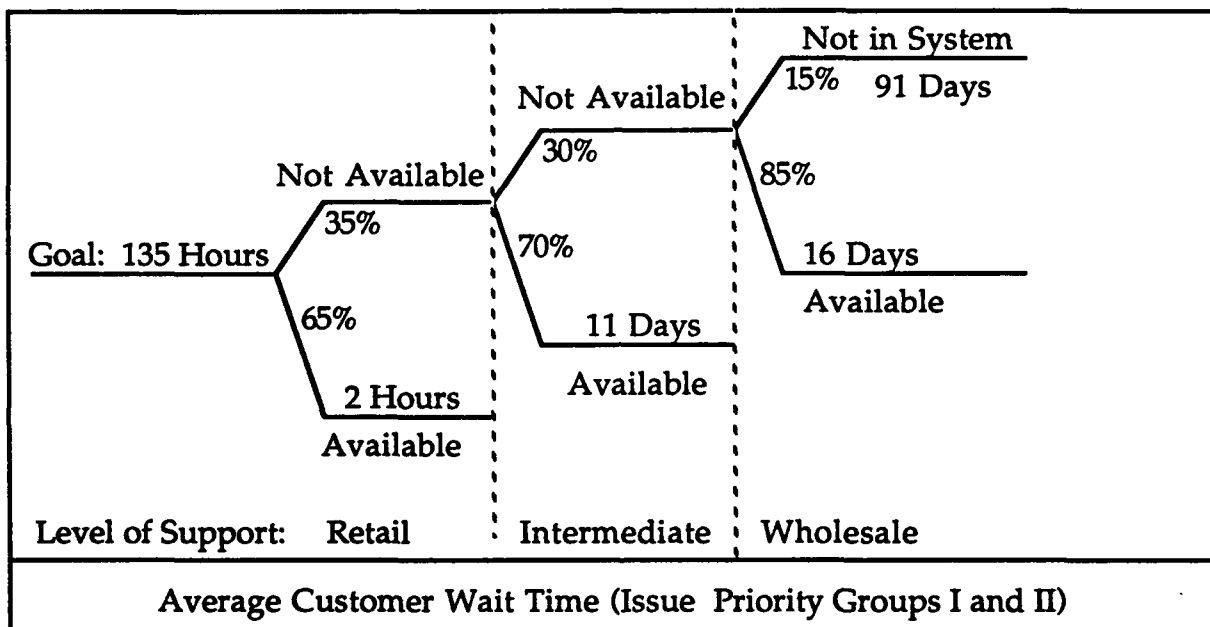 Not in System
15% 91 Days
Not Available
30%
85%
Not Available
35%
70%
Goal: 135 Hours
16 Days
Available
65%
11 Days
Available
2 Hours
Available
Level of Support: Retail Intermediate Wholesale
Average Customer Wait Time (Issue Priority Groups I and II)